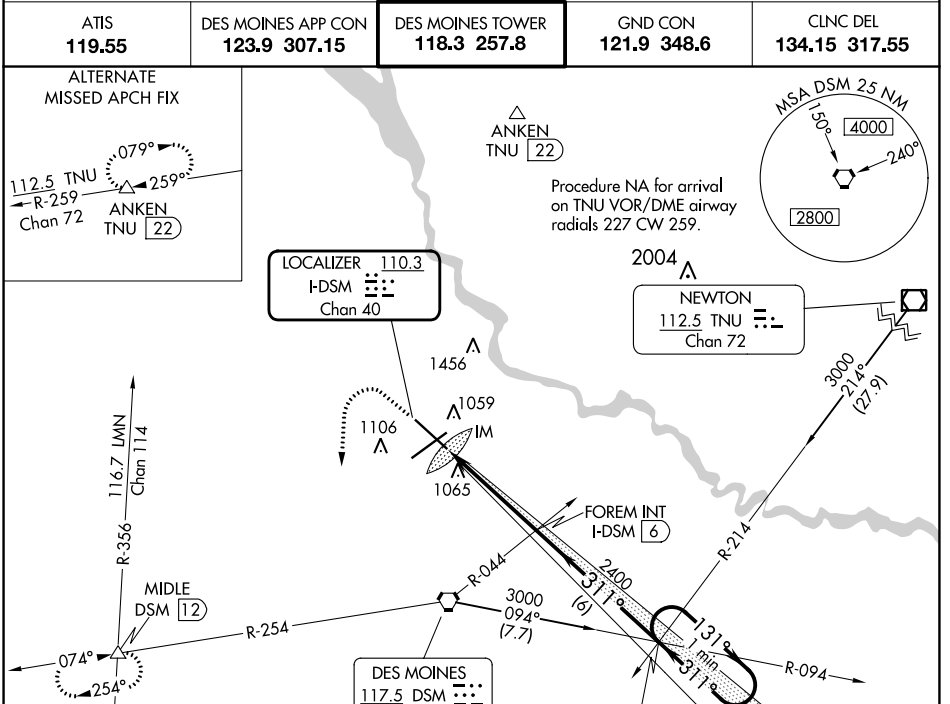 ATIS
119.55
DES MOINES APP CON
123.9 307.15
DES MOINES TOWER
118.3 257.8
GND CON
121.9 348.6
CLNC DEL
134.15 317.55
ALTERNATE
MISSED APCH FIX
079°
259°
112.5 TNU
R-259
Chan 72
ANKEN
TNU 22
ANKEN
TNU 22
MSA DSM 25 NM
150°
4000
240°
2800
Procedure NA for arrival
on TNU VOR/DME airway
radials 227 CW 259.
2004
LOCALIZER 110.3
I-DSM
Chan 40
NEWTON
112.5 TNU
Chan 72
3000
214°
(27.9)
1456
1059
1106
IM
1065
116.7 LMN
Chan 114
R-356
FOREM INT
I-DSM 6
R-214
2400
311°
(6)
R-044
MIDLE
DSM 12
R-254
3000
094°
(7.7)
131°
1 min
311°
R-094
074°
254°
DES MOINES
117.5 DSM